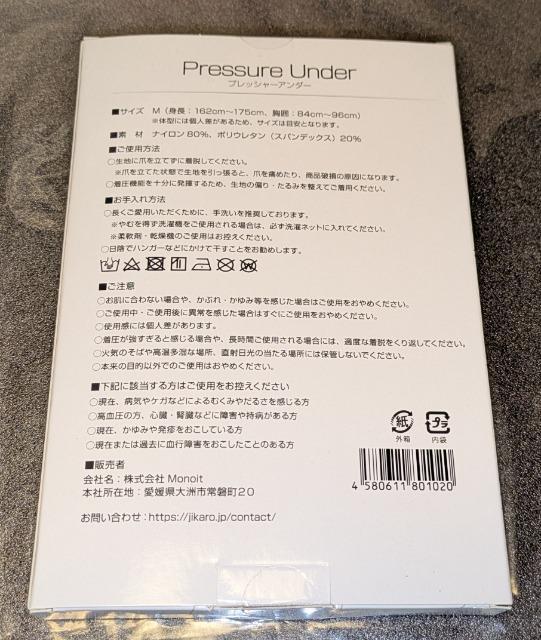 Pressure Under
プレッシャーアンダー
■サイズ M（身長：162cm～175cm、胸囲：84cm～96cm）
※体型には個人差があるため、サイズは目安となります。
■素 材 ナイロン 80%、ポリウレタン（スパンデックス）20%
■ご使用方法
○生地に爪を立てずに着脱してください。
※爪を立てた状態で生地を引っ張ると、爪を痛めたり、商品破損の原因になります。
○着圧機能を十分に発揮するため、生地の偏り・たるみを整えてご着用ください。
■お手入れ方法
○長くご愛用いただくために、手洗いを推奨しております。
※やむを得ず洗濯機をご使用される場合は、必ず洗濯ネットに入れてください。
※柔軟剤・乾燥機のご使用はお控えください。
○日陰でハンガーなどにかけて干すことをお勧めします。
■ご注意
○お肌に合わない場合や、かぶれ・かゆみ等を感じた場合はご使用をおやめください。
○ご使用中・ご使用後に異常を感じた場合はすぐにご使用をおやめください。
○使用感には個人差があります。
○着圧が強すぎると感じる場合や、長時間ご使用される場合には、適度な着脱をくり返してください。
○火気のそばや高温多湿な場所、直射日光の当たる場所には保管しないでください。
○本来の目的以外でのご使用はおやめください。
■下記に該当する方はご使用をお控えください
○現在、病気やケガなどによるむくみやだるさを感じる方
○高血圧の方、心臓・腎臓などに障害や持病がある方
○現在、かゆみや発疹をおこしている方
○現在または過去に血行障害をおこしたことのある方
紙
外箱
プラ
内袋
■販売者
会社名：株式会社 Monoit
本社所在地：愛媛県大洲市常磐町20
4 580611 801020
お問い合わせ：https://jikaro.jp/contact/